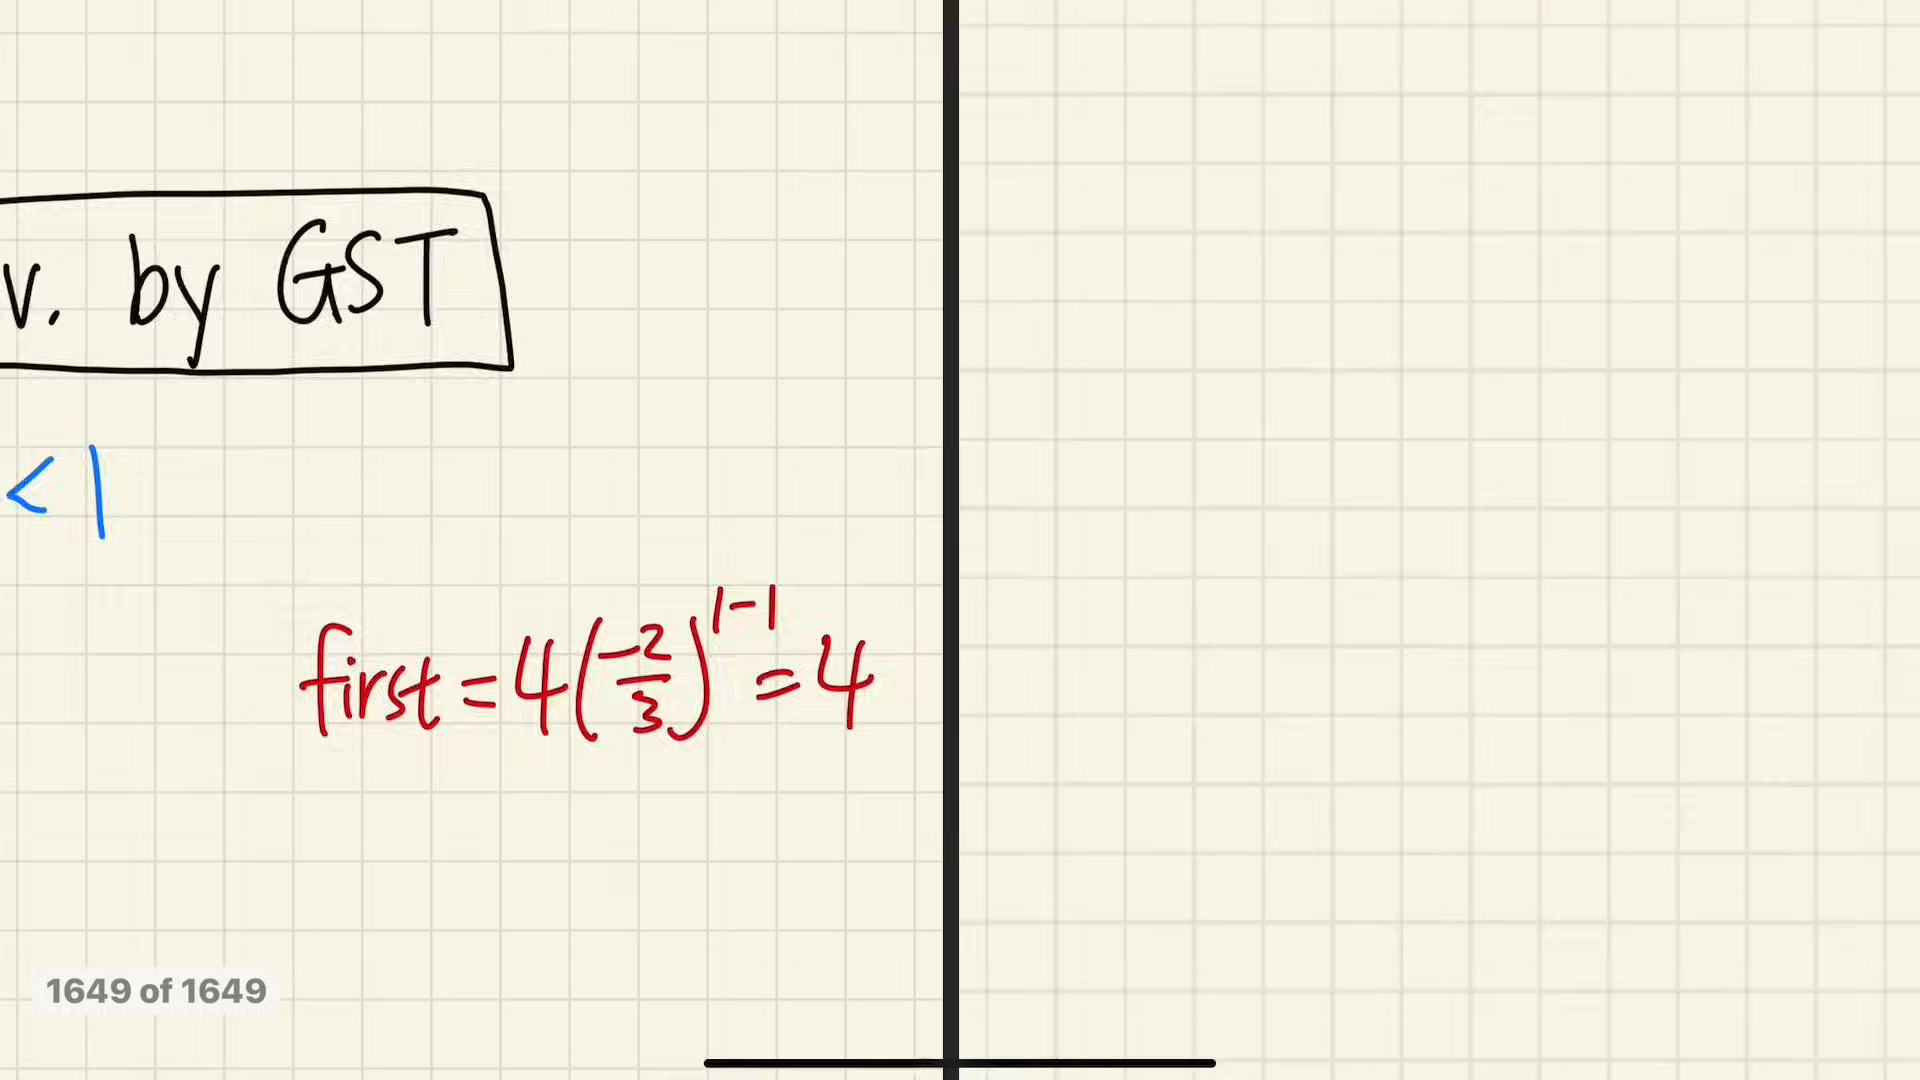 v. by GST
< 1
first = 4(-2/3)^{1-1} = 4
1649 of 1649